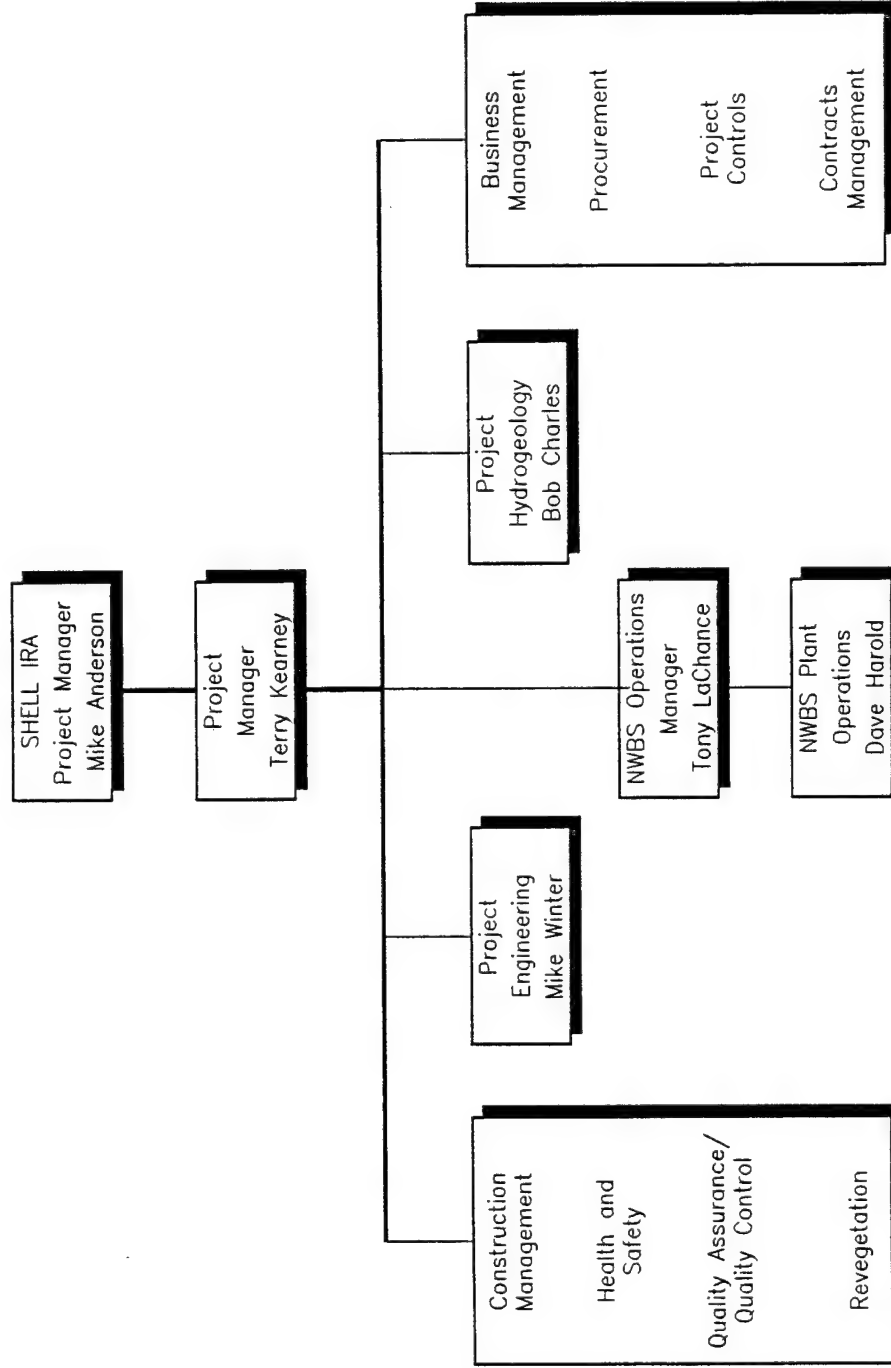 SHELL IRA
Project Manager
Mike Anderson
Project
Manager
Terry Kearney
Construction
Management
Health and
Safety
Quality Assurance/
Quality Control
Revegetation
Project
Engineering
Mike Winter
NWBS Operations
Manager
Tony LaChance
NWBS Plant
Operations
Dave Harold
Project
Hydrogeology
Bob Charles
Business
Management
Procurement
Project
Controls
Contracts
Management